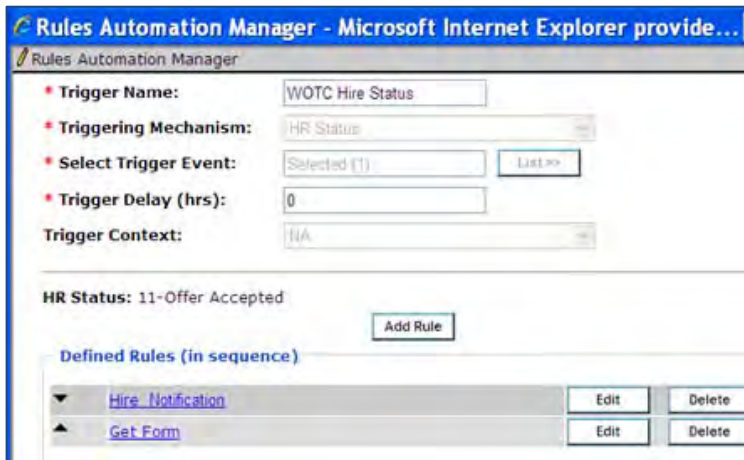 Rules Automation Manager - Microsoft Internet Explorer provide...
Rules Automation Manager
* Trigger Name: WOTC Hire Status
* Triggering Mechanism: HR Status
* Select Trigger Event: Selected (1) List >>
* Trigger Delay (hrs): 0
Trigger Context: NA
HR Status: 11-Offer Accepted
Add Rule
Defined Rules (in sequence)
Hire Notification Edit Delete
Get Form Edit Delete